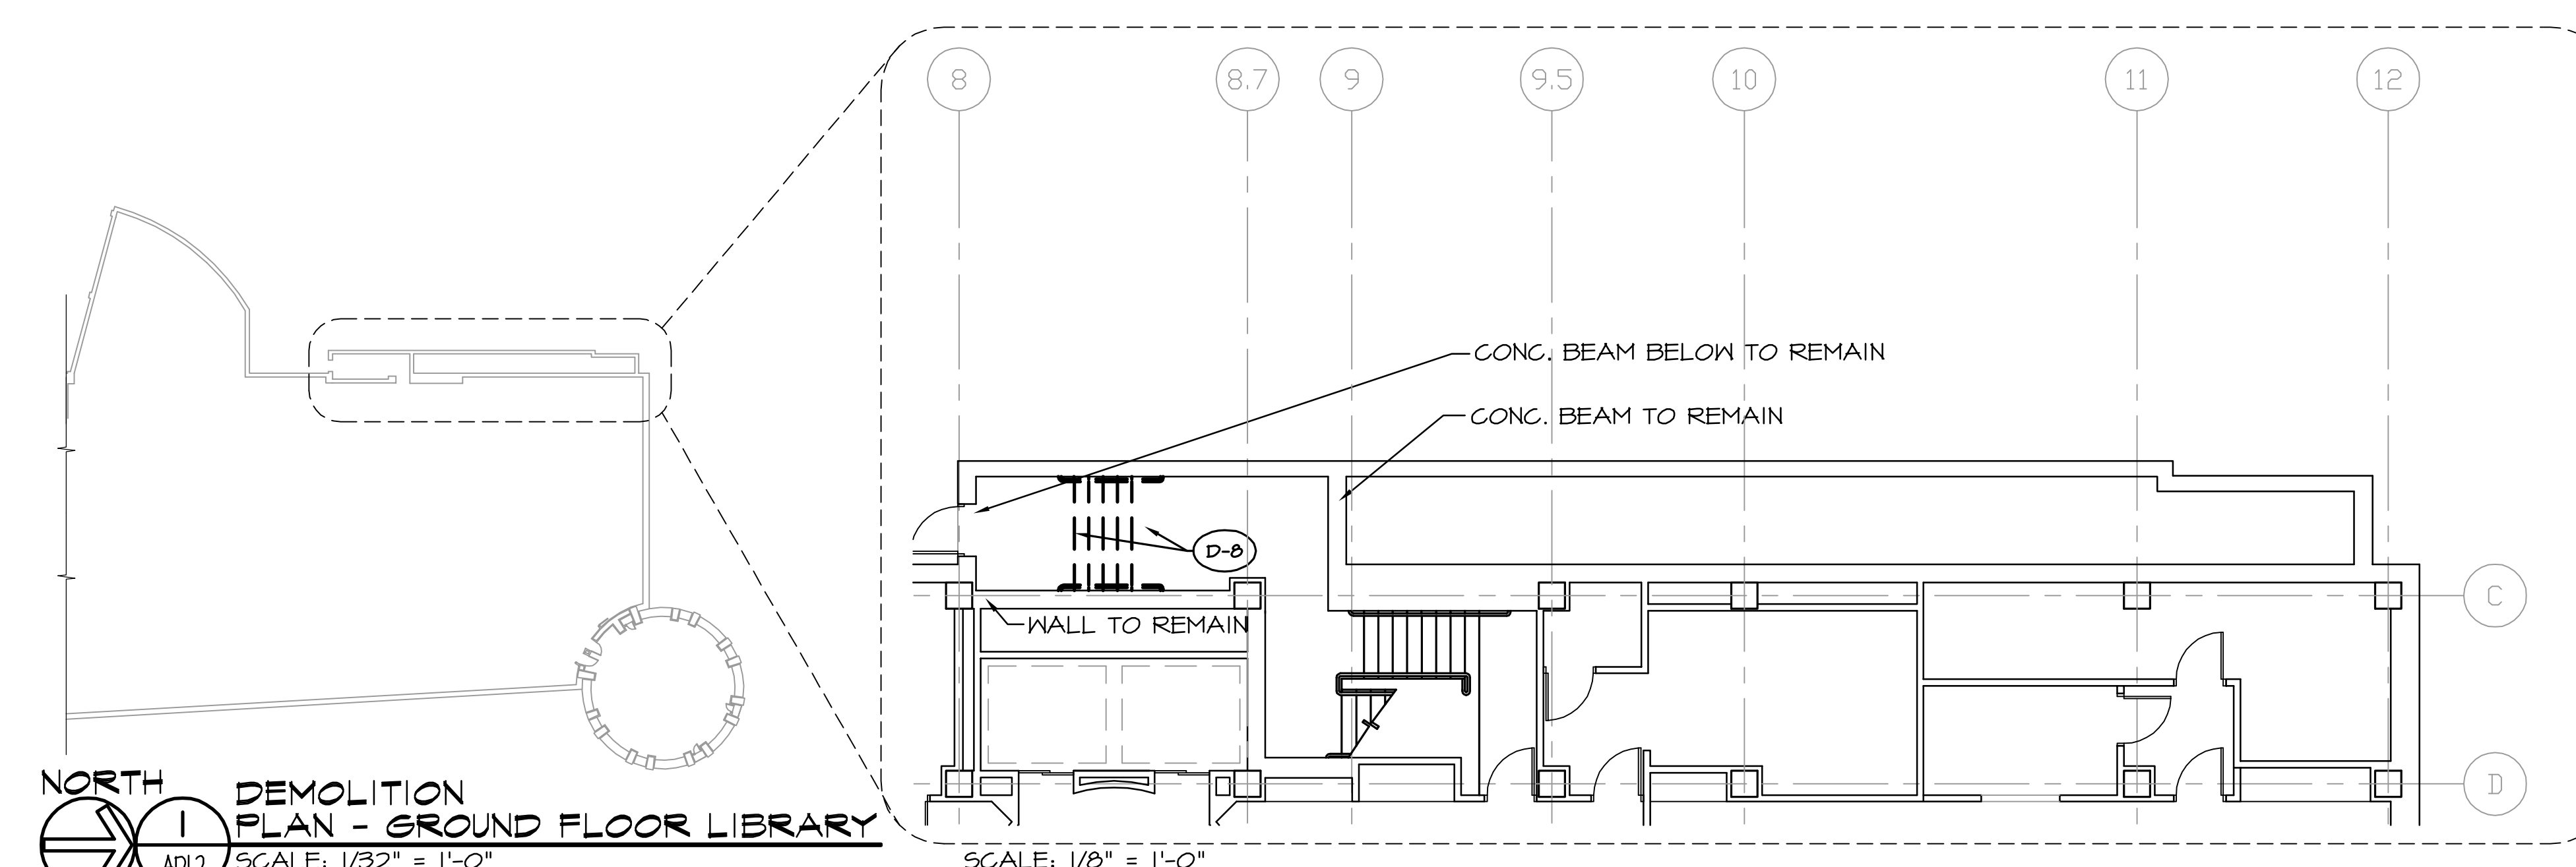 8 8.7 9 9.5 10 11 12
CONC. BEAM BELOW TO REMAIN
CONC. BEAM TO REMAIN
D-8
C
WALL TO REMAIN
D
NORTH
1
DEMOLITION
PLAN - GROUND FLOOR LIBRARY
SCALE: 1/32" = 1'-0"
SCALE: 1/8" = 1'-0"